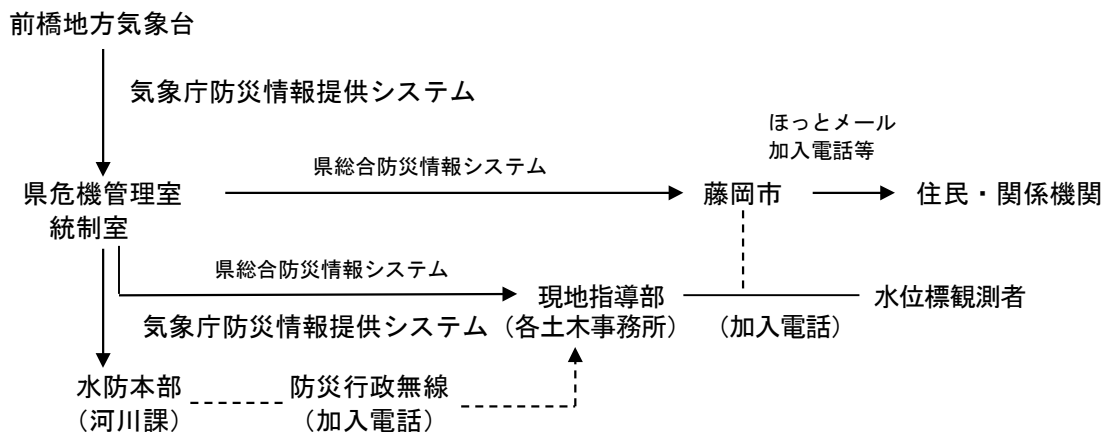 前橋地方気象台
気象庁防災情報提供システム
ほっとメール
加入電話等
県総合防災情報システム
県危機管理室
統制室
藤岡市
住民・関係機関
県総合防災情報システム
現地指導部
(各土木事務所)
(加入電話)
水位標観測者
気象庁防災情報提供システム
水防本部
(河川課)
防災行政無線
(加入電話)